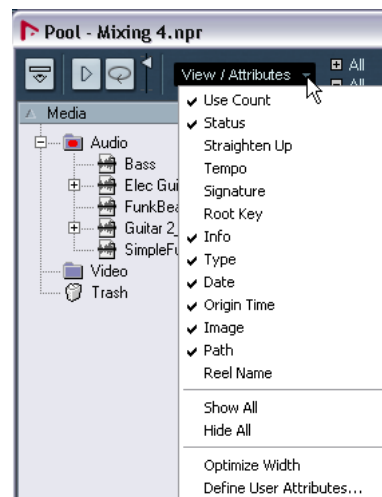 Pool - Mixing 4.npr
View / Attributes
All
All
Media
Use Count
Status
Straighten Up
Tempo
Signature
Root Key
Info
Type
Date
Origin Time
Image
Path
Reel Name
Show All
Hide All
Optimize Width
Define User Attributes...
Audio
Bass
Elec Gui
FunkBea
Guitar 2_
SimpleFu
Video
Trash